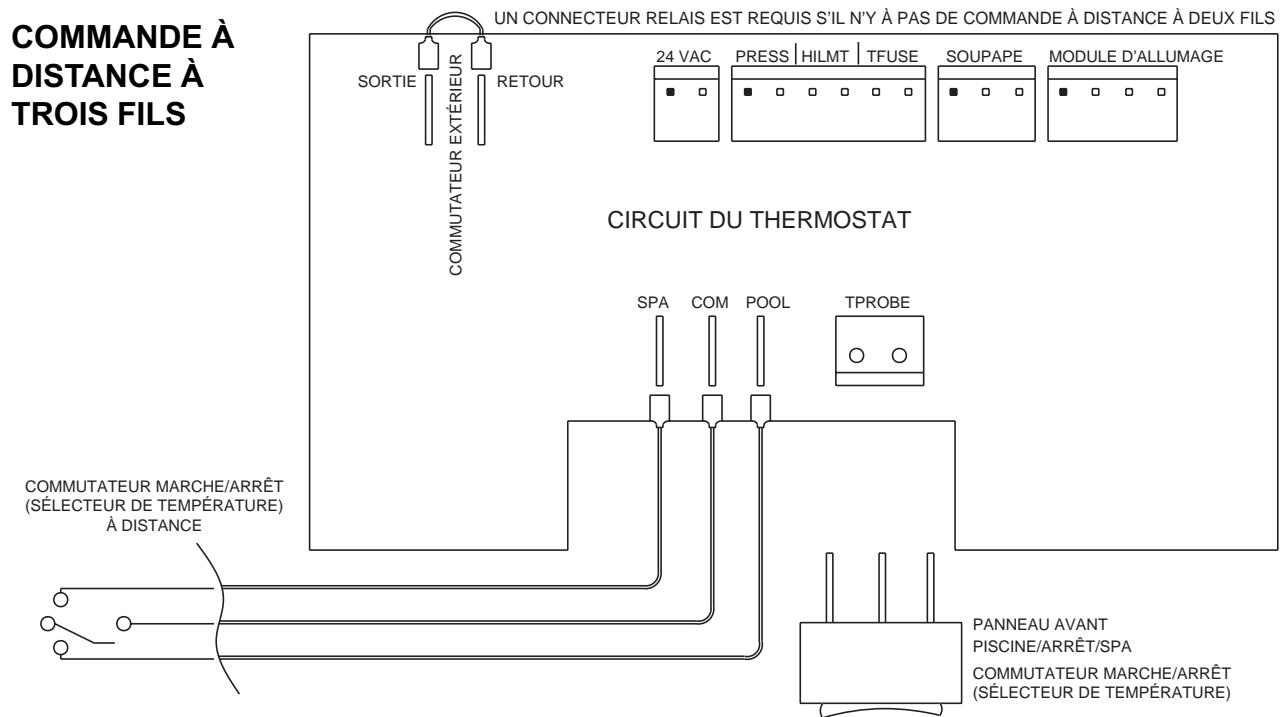 COMMANDE À
DISTANCE À
TROIS FILS
UN CONNECTEUR RELAIS EST REQUIS S'IL N'Y À PAS DE COMMANDE À DISTANCE À DEUX FILS
SORTIE
COMMUTATEUR EXTÉRIEUR
RETOUR
24 VAC
PRESS
HILMT
TFUSE
SOUPAPE
MODULE D'ALLUMAGE
CIRCUIT DU THERMOSTAT
SPA
COM
POOL
TPROBE
COMMUTATEUR MARCHE/ARRÊT
(SÉLECTEUR DE TEMPÉRATURE)
À DISTANCE
PANNEAU AVANT
PISCINE/ARRÊT/SPA
COMMUTATEUR MARCHE/ARRÊT
(SÉLECTEUR DE TEMPÉRATURE)